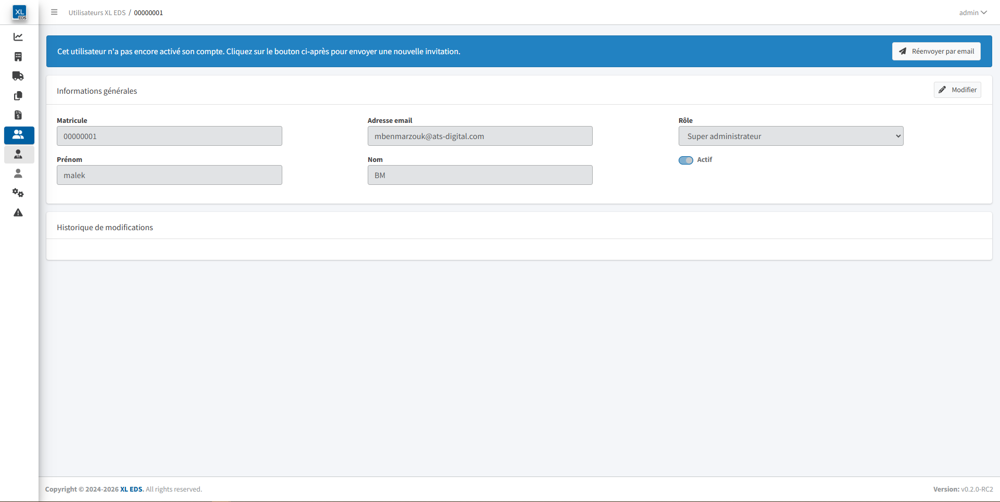 XL
EDS
Utilisateurs XL EDS / 00000001
admin
Cet utilisateur n'a pas encore activé son compte. Cliquez sur le bouton ci-après pour envoyer une nouvelle invitation.
Réenvoyer par email
Informations générales
Modifier
Matricule
Adresse email
Rôle
00000001
mbenmarzouk@ats-digital.com
Super administrateur
Prénom
Nom
Actif
malek
BM
Historique de modifications
Copyright © 2024-2026 XL EDS. All rights reserved.
Version: v0.2.0-RC2